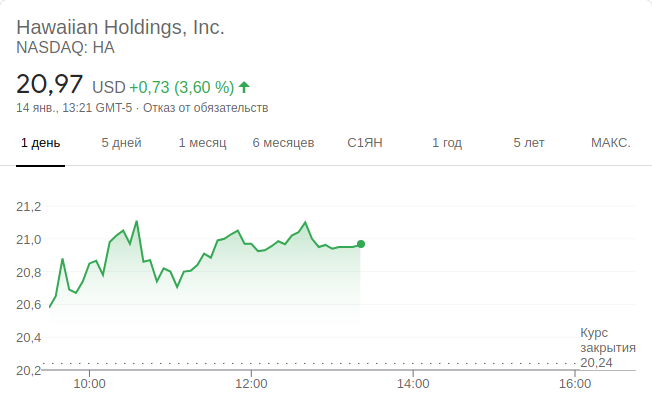 Hawaiian Holdings, Inc.
NASDAQ: HA
20,97 USD +0,73 (3,60 %)
14 янв., 13:21 GMT-5 · Отказ от обязательств
1 день 5 дней 1 месяц 6 месяцев С1ЯН 1 год 5 лет МАКС.
21,2
21,0
20,8
20,6
20,4
Курс
закрытия
20,24
20,2
10:00 12:00 14:00 16:00